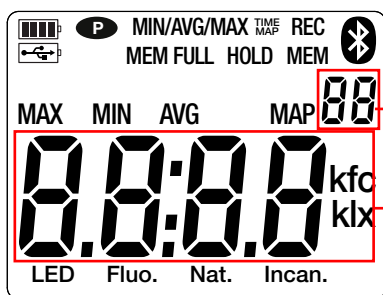 P MIN/AVG/MAX TIME MAP REC
MEM FULL HOLD MEM
88
MAX MIN AVG MAP
8.8:8.8
kfc
klx
LED Fluo. Nat. Incan.